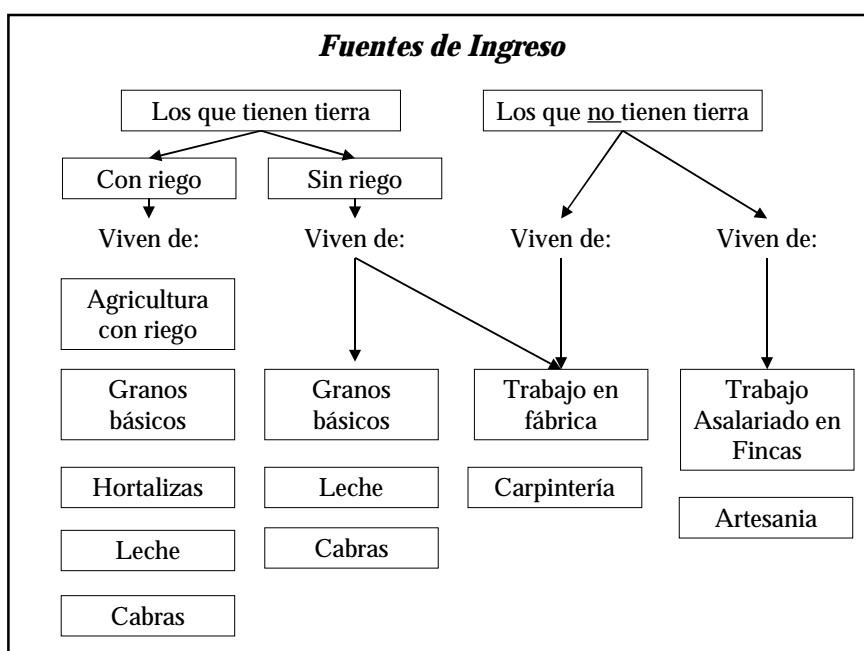 Fuentes de Ingreso
Los que tienen tierra
Los que no tienen tierra
Con riego
Sin riego
Viven de:
Viven de:
Viven de:
Viven de:
Agricultura
con riego
Granos
básicos
Granos
básicos
Trabajo en
fábrica
Trabajo
Asalariado en
Fincas
Hortalizas
Leche
Carpintería
Artesania
Leche
Cabras
Cabras